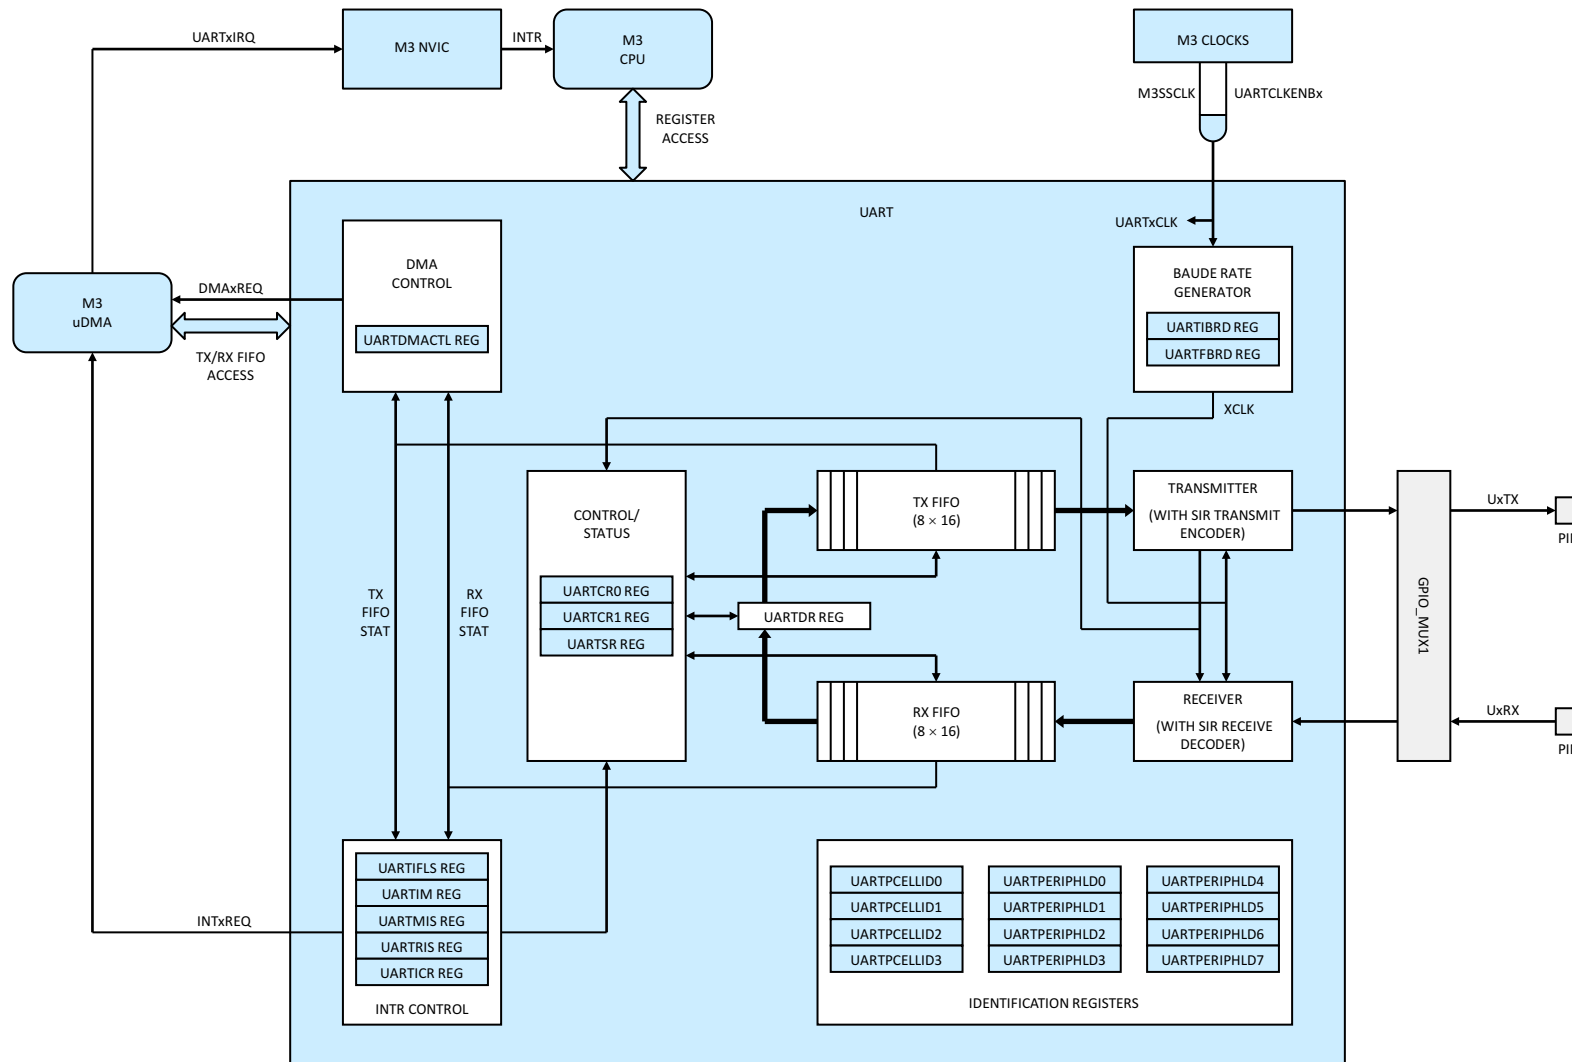 UARTxIRQ
M3 NVIC
INTR
M3
CPU
M3 CLOCKS
M3SSCLK
UARTCLKENBx
REGISTER
ACCESS
UART
UARTxCLK
DMA
CONTROL
UARTDMACTL REG
BAUDE RATE
GENERATOR
UARTIBRD REG
UARTFBRD REG
XCLK
M3
uDMA
DMAxREQ
TX/RX FIFO
ACCESS
CONTROL/
STATUS
UARTCR0 REG
UARTCR1 REG
UARTSR REG
TX FIFO
(8 × 16)
TRANSMITTER
(WITH SIR TRANSMIT
ENCODER)
UxTX
PI
GPIO_MUX1
TX
FIFO
STAT
RX
FIFO
STAT
UARTDR REG
RX FIFO
(8 × 16)
RECEIVER
(WITH SIR RECEIVE
DECODER)
UxRX
PI
INTxREQ
UARTIFLS REG
UARTIM REG
UARTMIS REG
UARTRIS REG
UARTICR REG
INTR CONTROL
UARTPCELLID0
UARTPCELLID1
UARTPCELLID2
UARTPCELLID3
UARTPERIPHLD0
UARTPERIPHLD1
UARTPERIPHLD2
UARTPERIPHLD3
UARTPERIPHLD4
UARTPERIPHLD5
UARTPERIPHLD6
UARTPERIPHLD7
IDENTIFICATION REGISTERS